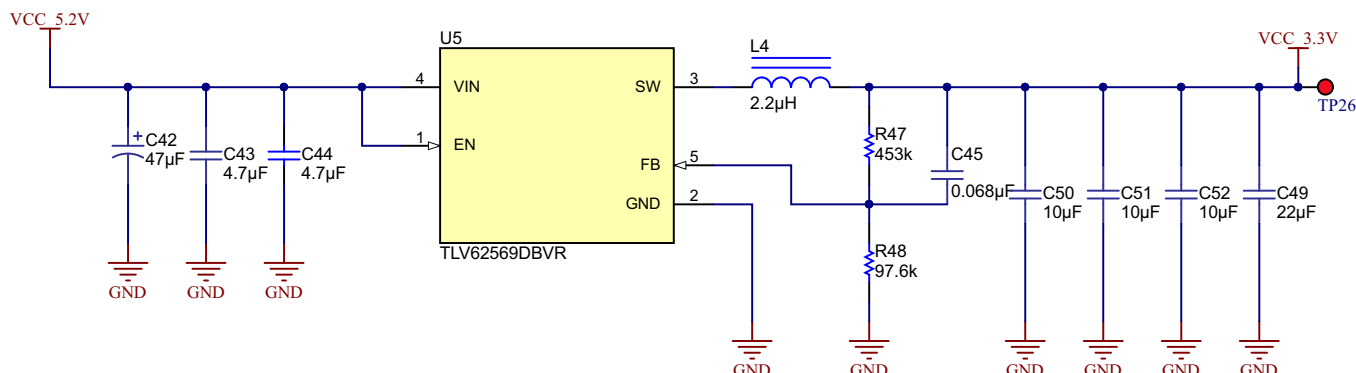 VCC_5.2V
C42
47µF
GND
C43
4.7µF
GND
C44
4.7µF
GND
U5
4
VIN
1
EN
SW
3
FB
5
GND
2
TLV62569DBVR
GND
L4
2.2µH
R47
453k
R48
97.6k
GND
C45
0.068µF
C50
10µF
GND
C51
10µF
GND
C52
10µF
GND
C49
22µF
GND
VCC_3.3V
TP26